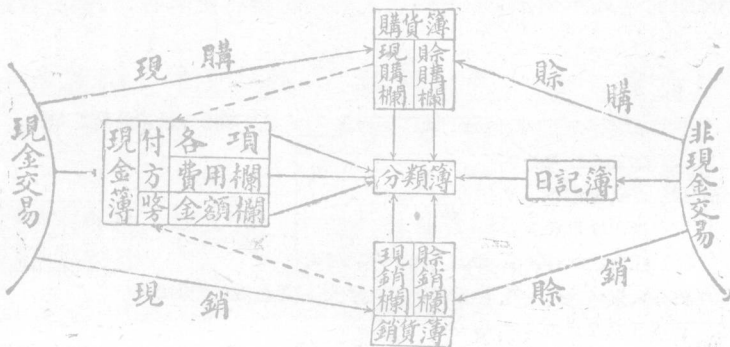 購貨簿
現購欄
賒購欄
現購
賒購
現金交易
現金簿
付方
各項
費用欄
金額欄
分類簿
日記簿
非現金交易
現銷欄
賒銷欄
銷貨簿
現銷
賒銷